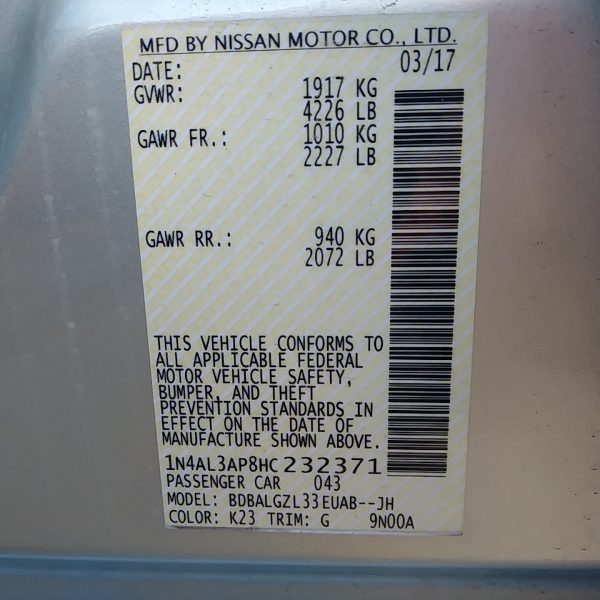 MFD BY NISSAN MOTOR CO., LTD.
DATE: 03/17
GVWR: 1917 KG
4226 LB
GAWR FR.: 1010 KG
2227 LB
GAWR RR.: 940 KG
2072 LB
THIS VEHICLE CONFORMS TO
ALL APPLICABLE FEDERAL
MOTOR VEHICLE SAFETY,
BUMPER, AND THEFT
PREVENTION STANDARDS IN
EFFECT ON THE DATE OF
MANUFACTURE SHOWN ABOVE.
1N4AL3AP8HC232371
PASSENGER CAR 043
MODEL: BDBALGZL33EUAB--JH
COLOR: K23 TRIM: G 9N00A